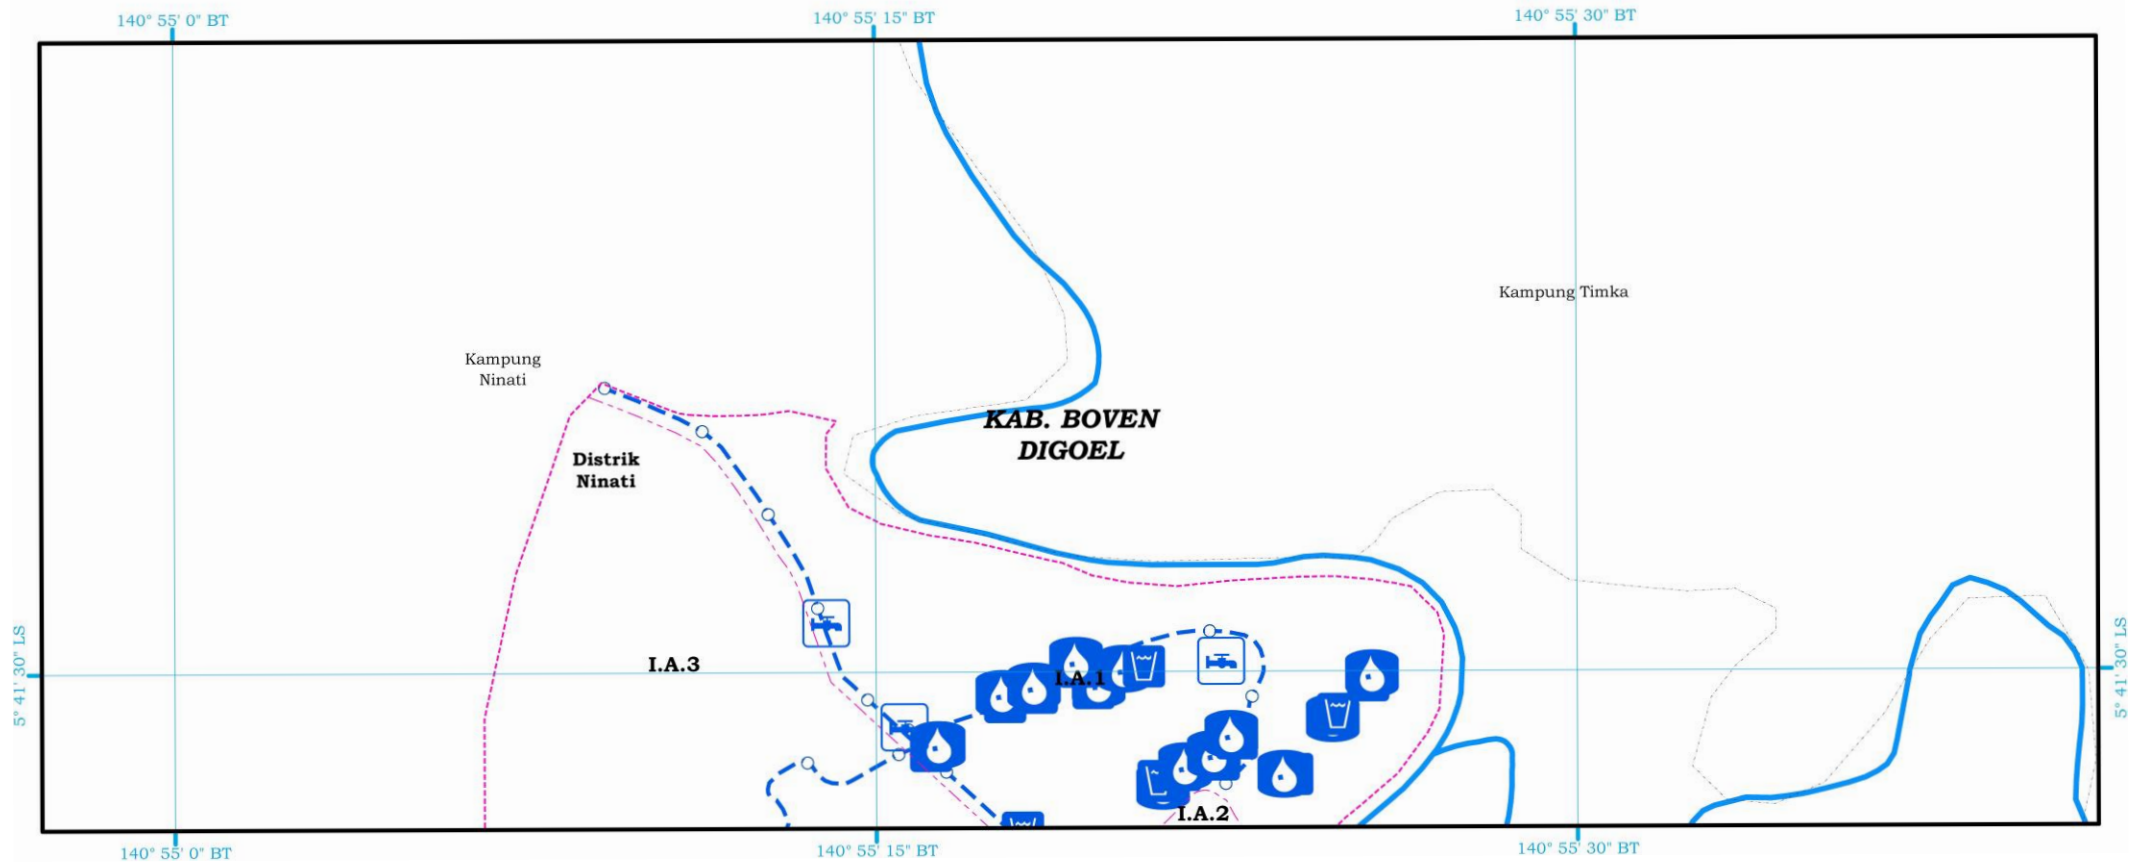 140° 55' 0" BT
140° 55' 15" BT
140° 55' 30" BT
Kampung Timka
Kampung
Ninati
KAB. BOVEN
DIGOEL
Distrik
Ninati
5° 41' 30" LS
5° 41' 30" LS
I.A.3
I.A.1
I.A.2
140° 55' 0" BT
140° 55' 15" BT
140° 55' 30" BT